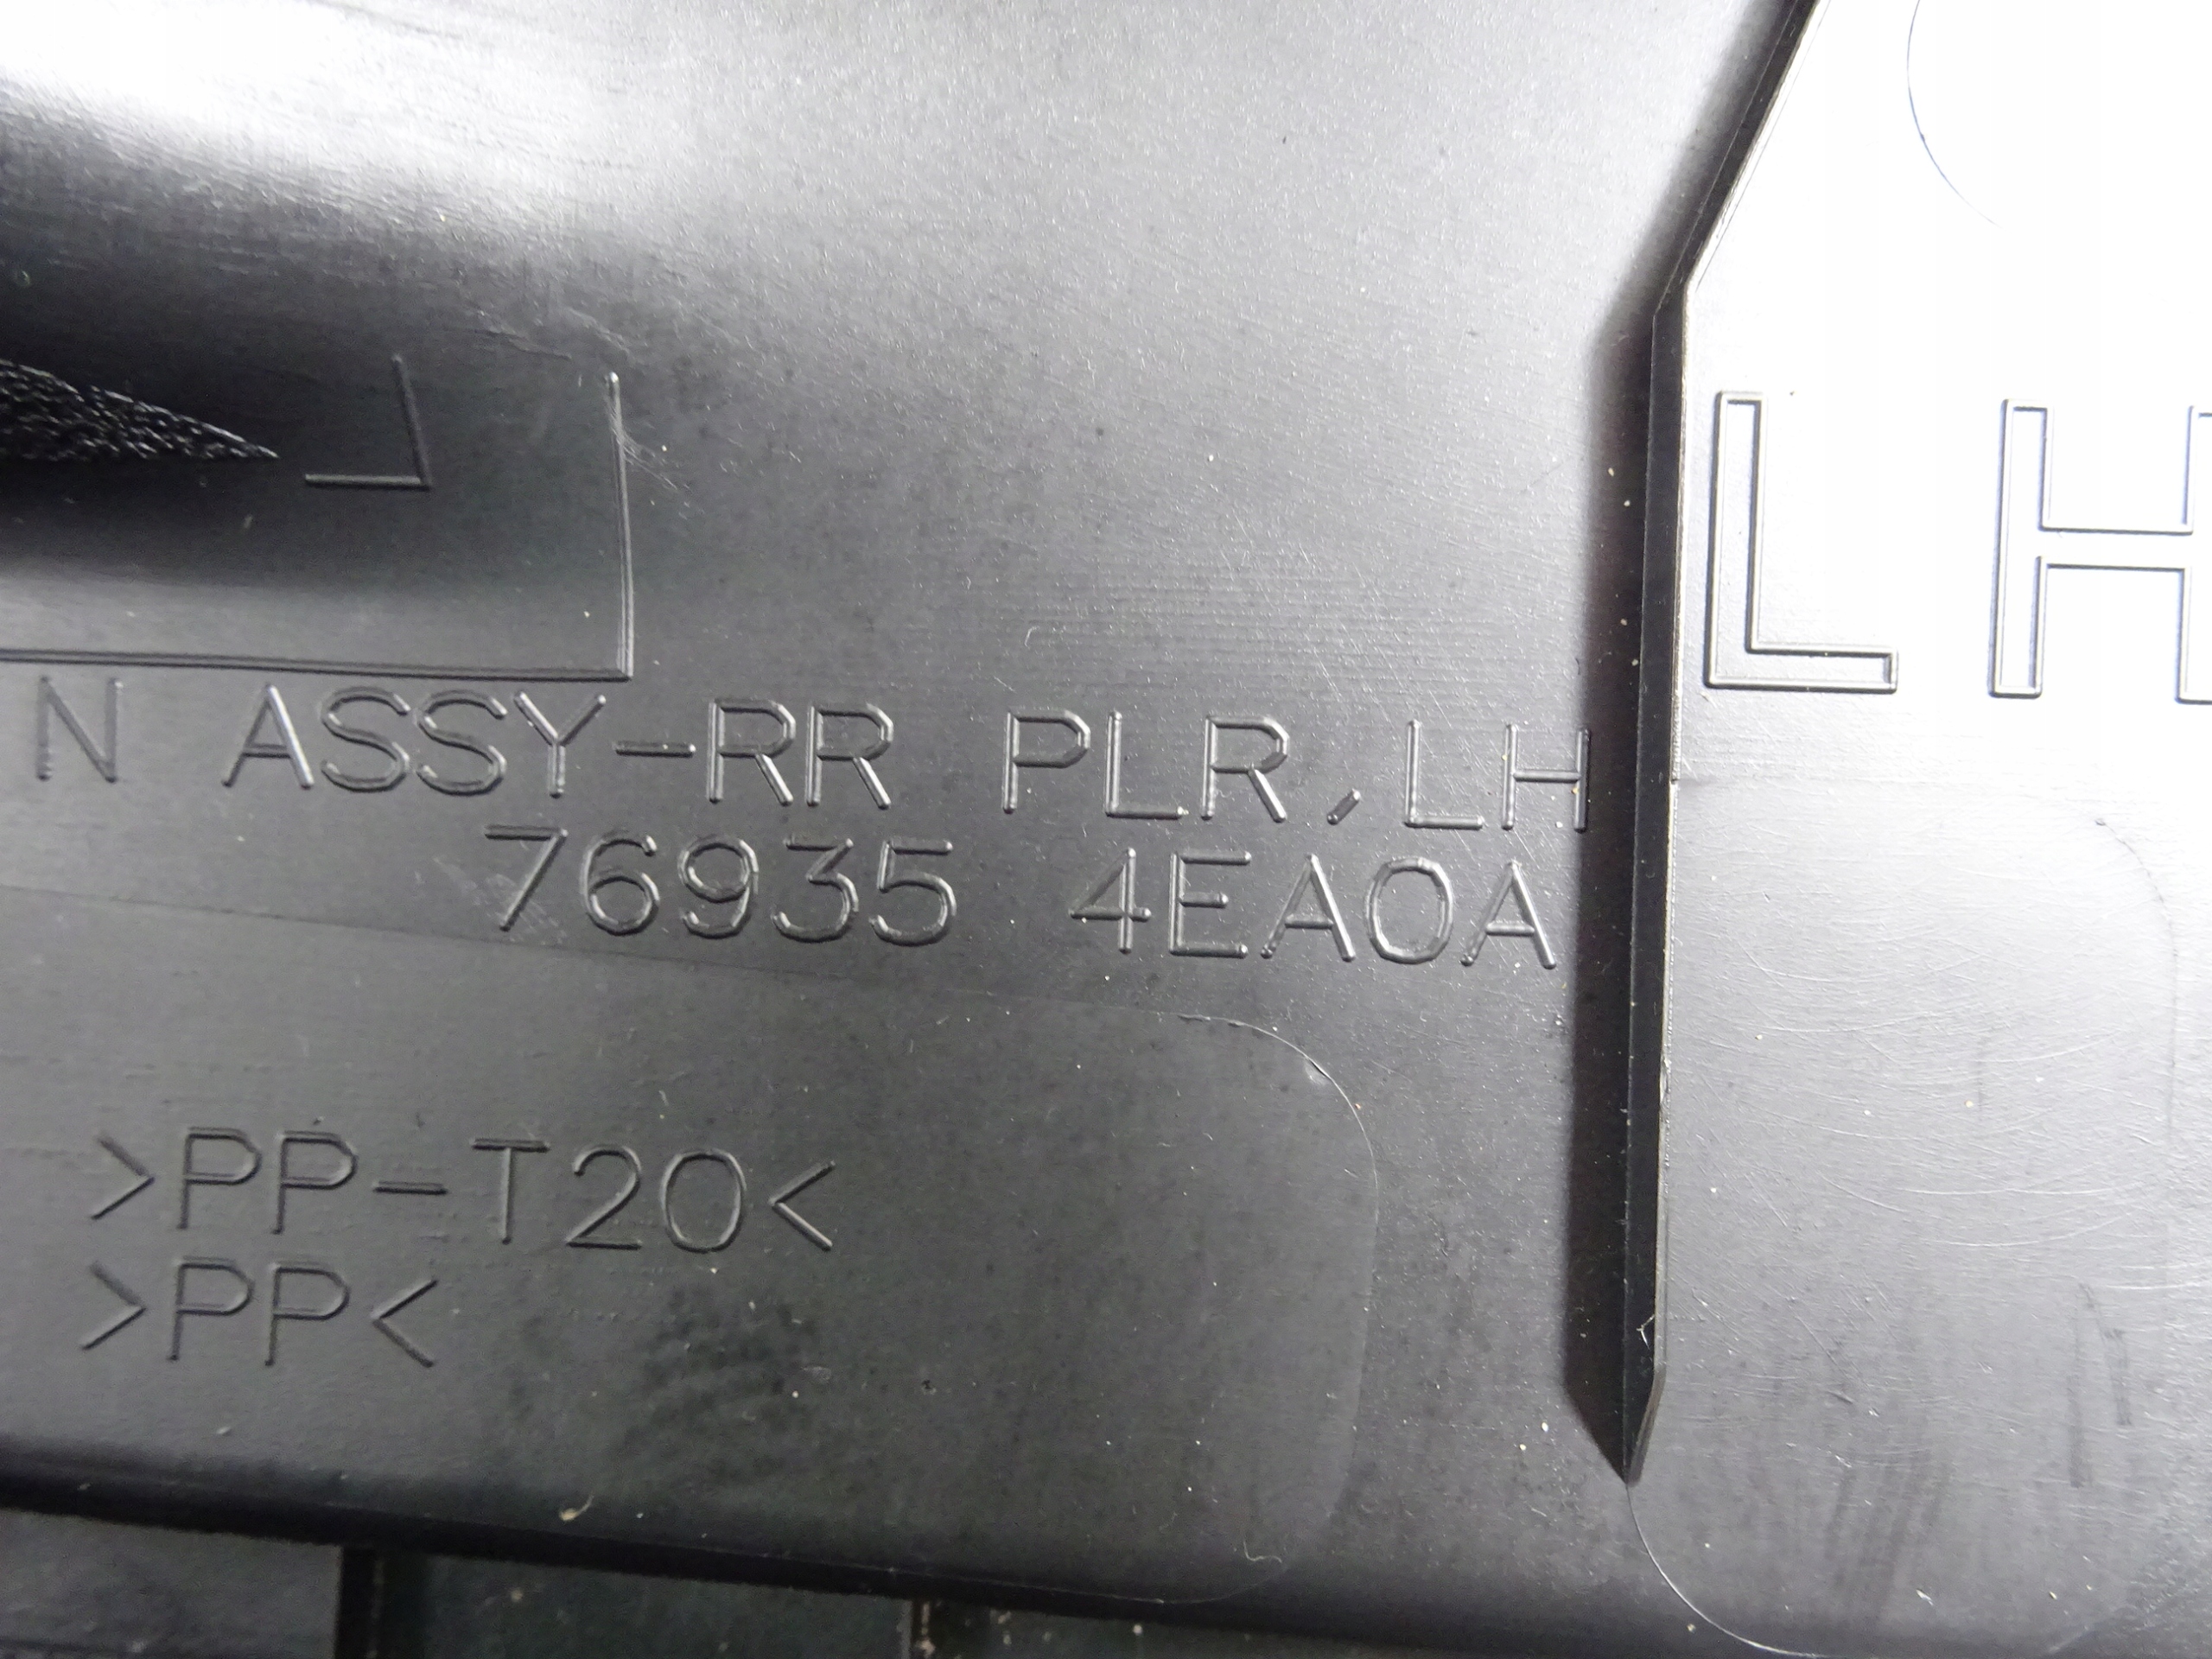 LH
N ASSY-RR PLR,LH
76935 4EA0A
>PP-T20<
>PP<